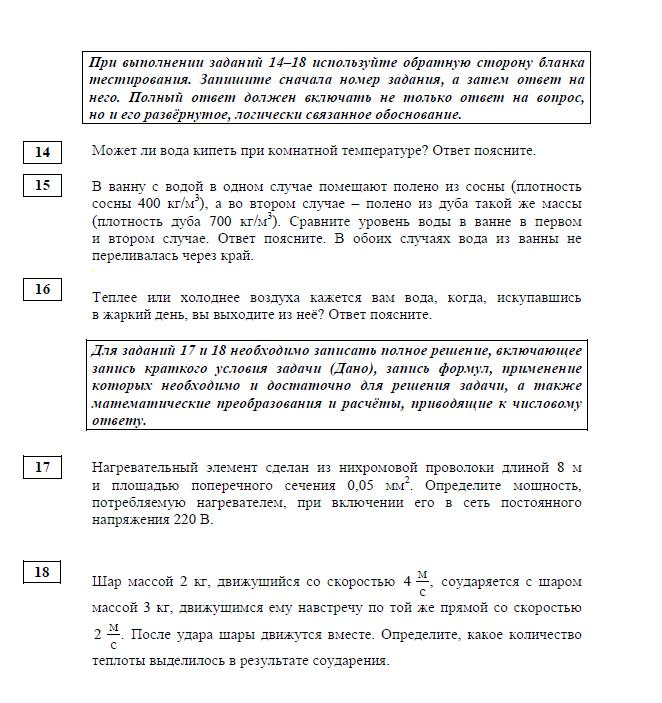 При выполнении заданий 14–18 используйте обратную сторону бланка
тестирования. Запишите сначала номер задания, а затем ответ на
него. Полный ответ должен включать не только ответ на вопрос,
но и его развёрнутое, логически связанное обоснование.
14 Может ли вода кипеть при комнатной температуре? Ответ поясните.
15 В ванну с водой в одном случае помещают полено из сосны (плотность
сосны 400 кг/м³), а во втором случае – полено из дуба такой же массы
(плотность дуба 700 кг/м³). Сравните уровень воды в ванне в первом
и втором случае. Ответ поясните. В обоих случаях вода из ванны не
переливалась через край.
16 Теплее или холоднее воздуха кажется вам вода, когда, искупавшись
в жаркий день, вы выходите из неё? Ответ поясните.
Для заданий 17 и 18 необходимо записать полное решение, включающее
запись краткого условия задачи (Дано), запись формул, применение
которых необходимо и достаточно для решения задачи, а также
математические преобразования и расчёты, приводящие к числовому
ответу.
17 Нагревательный элемент сделан из нихромовой проволоки длиной 8 м
и площадью поперечного сечения 0,05 мм². Определите мощность,
потребляемую нагревателем, при включении его в сеть постоянного
напряжения 220 В.
18 Шар массой 2 кг, движущийся со скоростью 4 м/с, соударяется с шаром
массой 3 кг, движущимся ему навстречу по той же прямой со скоростью
2 м/с. После удара шары движутся вместе. Определите, какое количество
теплоты выделилось в результате соударения.